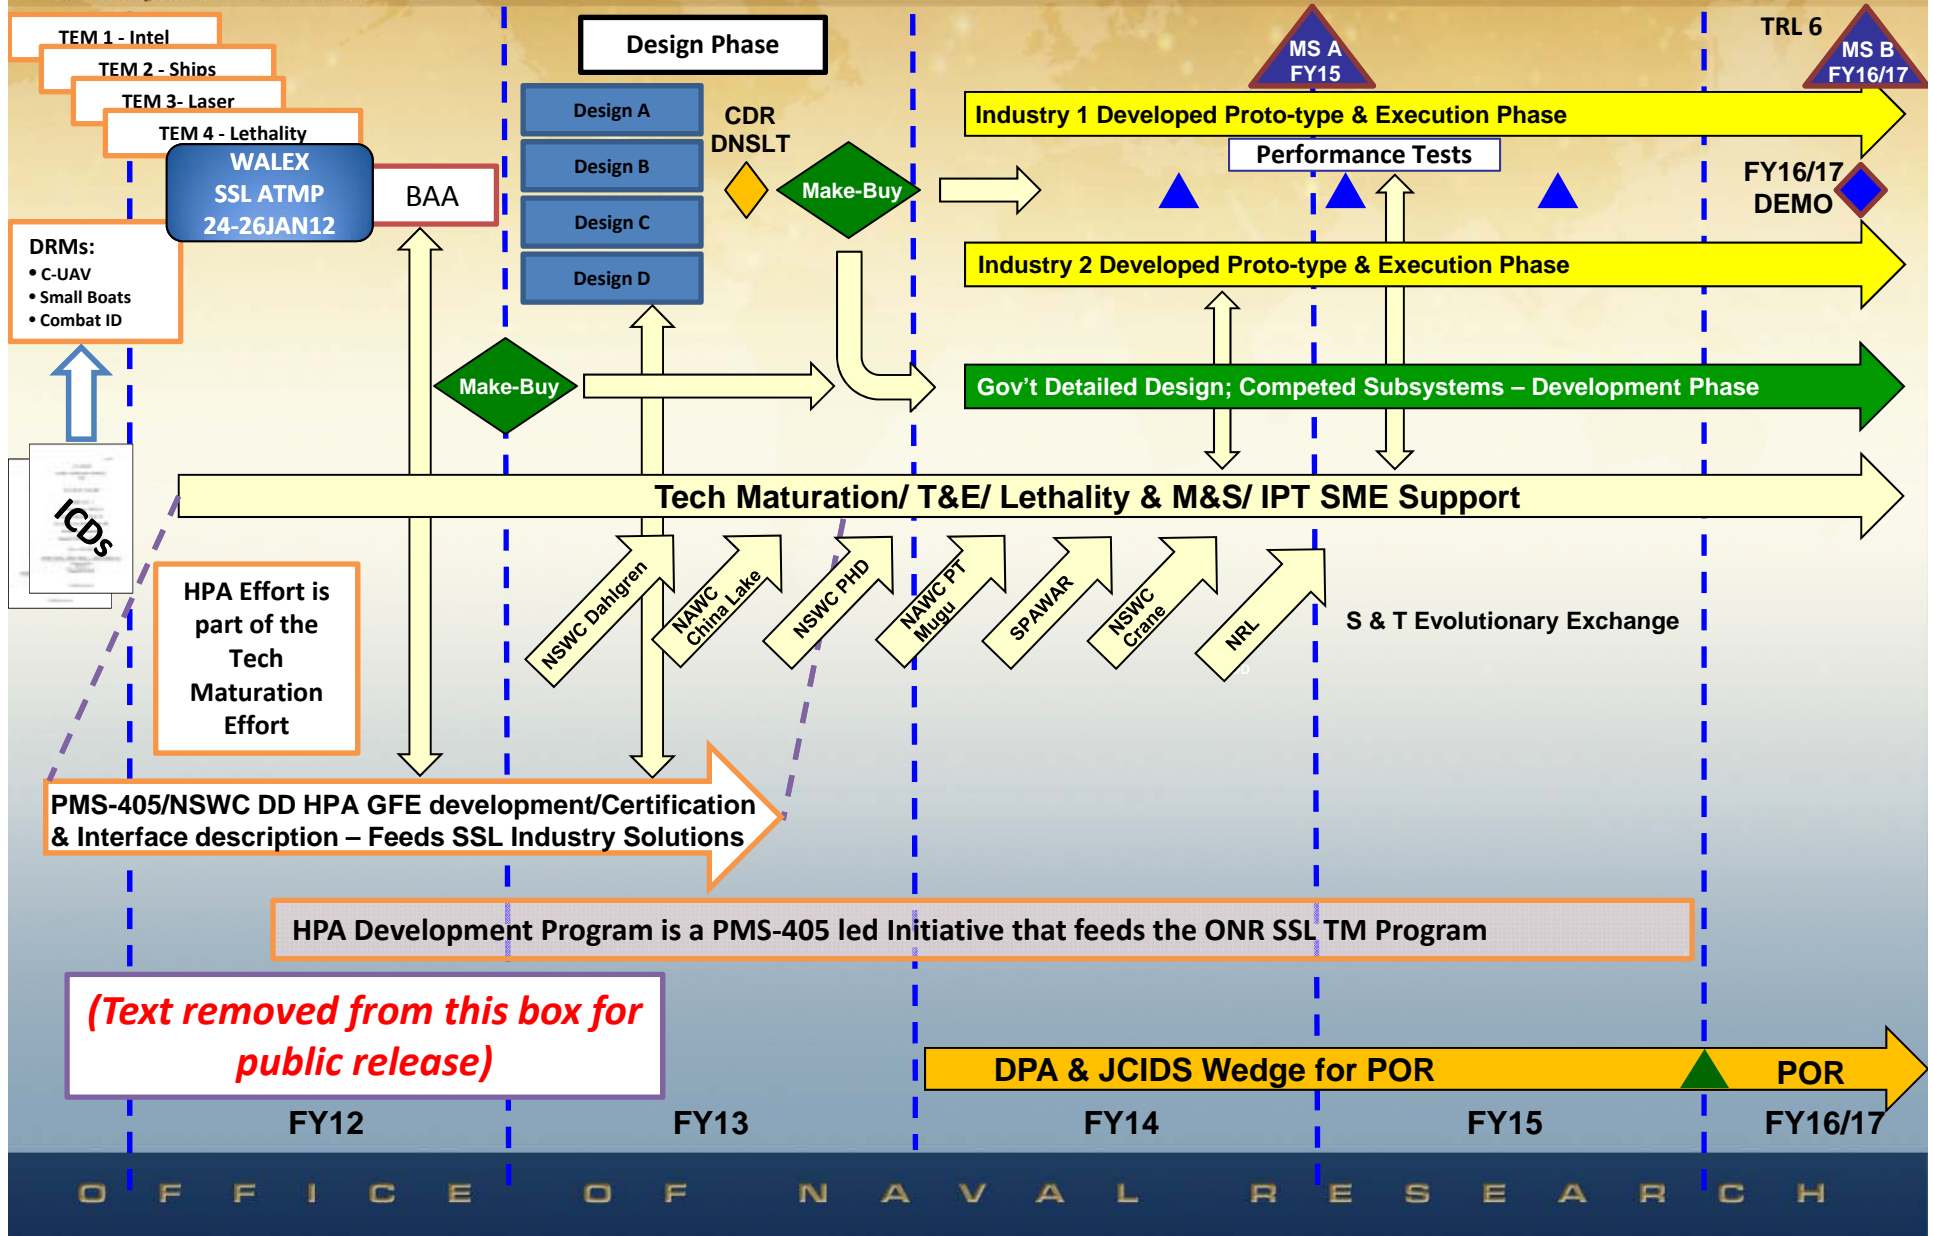 TEM 1 - Intel
TEM 2 - Ships
TEM 3- Laser
TEM 4 - Lethality
WALEX
SSL ATMP
24-26JAN12
BAA
DRMs:
• C-UAV
• Small Boats
• Combat ID
ICDs
Design Phase
Design A
Design B
Design C
Design D
CDR
DNSLT
Make-Buy
Make-Buy
MS A
FY15
TRL 6
MS B
FY16/17
Industry 1 Developed Proto-type & Execution Phase
Performance Tests
FY16/17
DEMO
Industry 2 Developed Proto-type & Execution Phase
Gov't Detailed Design; Competed Subsystems – Development Phase
Tech Maturation/ T&E/ Lethality & M&S/ IPT SME Support
NSWC Dahlgren
NAWC
China Lake
NSWC PHD
NAWC PT
Mugu
SPAWAR
NSWC
Crane
NRL
S & T Evolutionary Exchange
HPA Effort is
part of the
Tech
Maturation
Effort
PMS-405/NSWC DD HPA GFE development/Certification
& Interface description – Feeds SSL Industry Solutions
HPA Development Program is a PMS-405 led Initiative that feeds the ONR SSL TM Program
(Text removed from this box for
public release)
DPA & JCIDS Wedge for POR
POR
FY12
FY13
FY14
FY15
FY16/17
OFFICE OF NAVAL RESEARCH